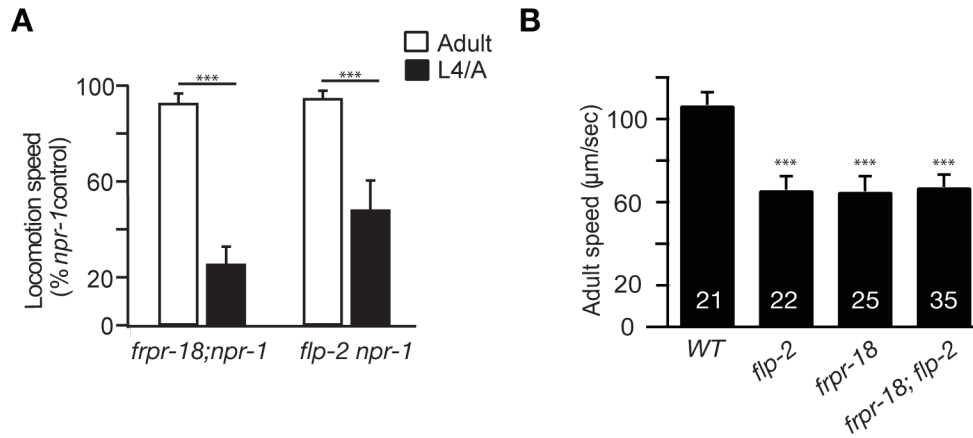 A
Adult
L4/A
***
***
100
60
20
0
Locomotion speed
(% npr-1control)
frpr-18;npr-1
flp-2 npr-1
B
Adult speed (µm/sec)
100
60
20
0
***
***
***
21
22
25
35
WT
flp-2
frpr-18
frpr-18; flp-2